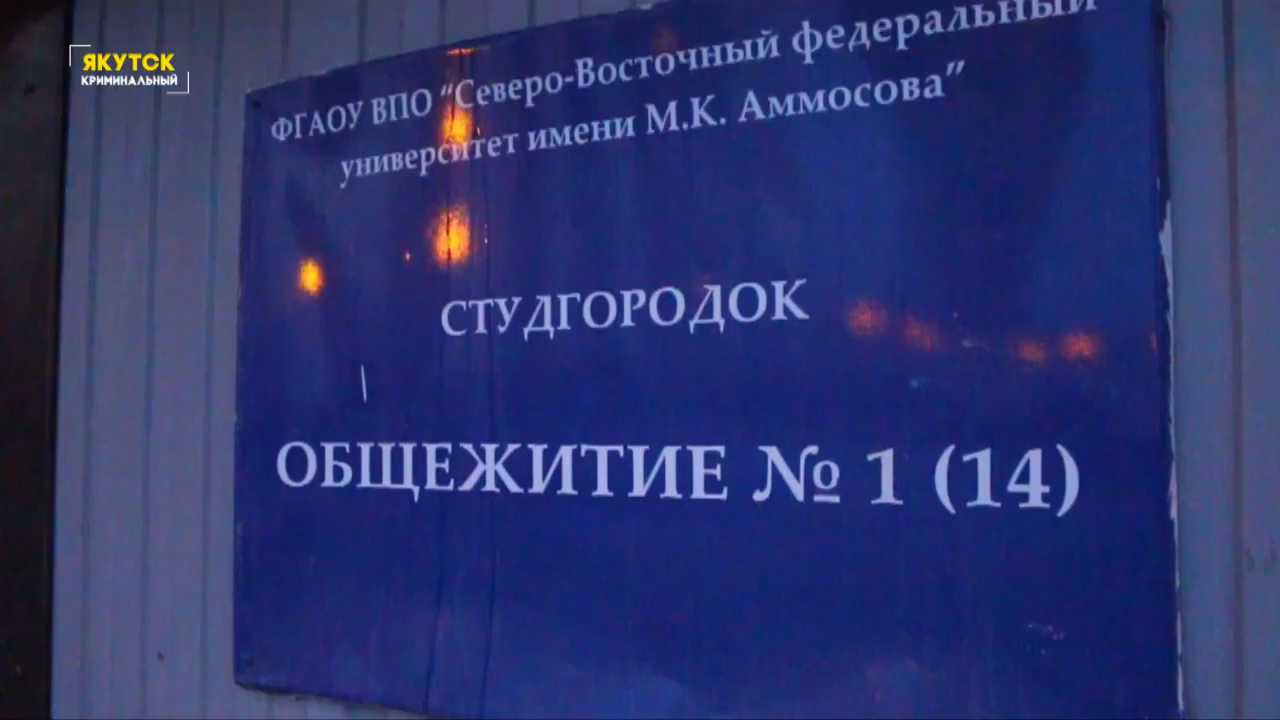 ЯКУТСК
КРИМИНАЛЬНЫЙ
ФГАОУ ВПО “Северо-Восточный федеральный
университет имени М.К. Аммосова”
СТУДГОРОДОК
ОБЩЕЖИТИЕ № 1 (14)